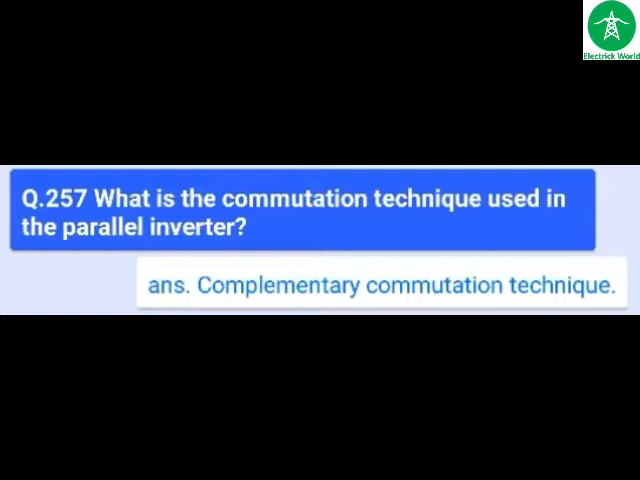 Electrick World
Q.257 What is the commutation technique used in
the parallel inverter?
ans. Complementary commutation technique.